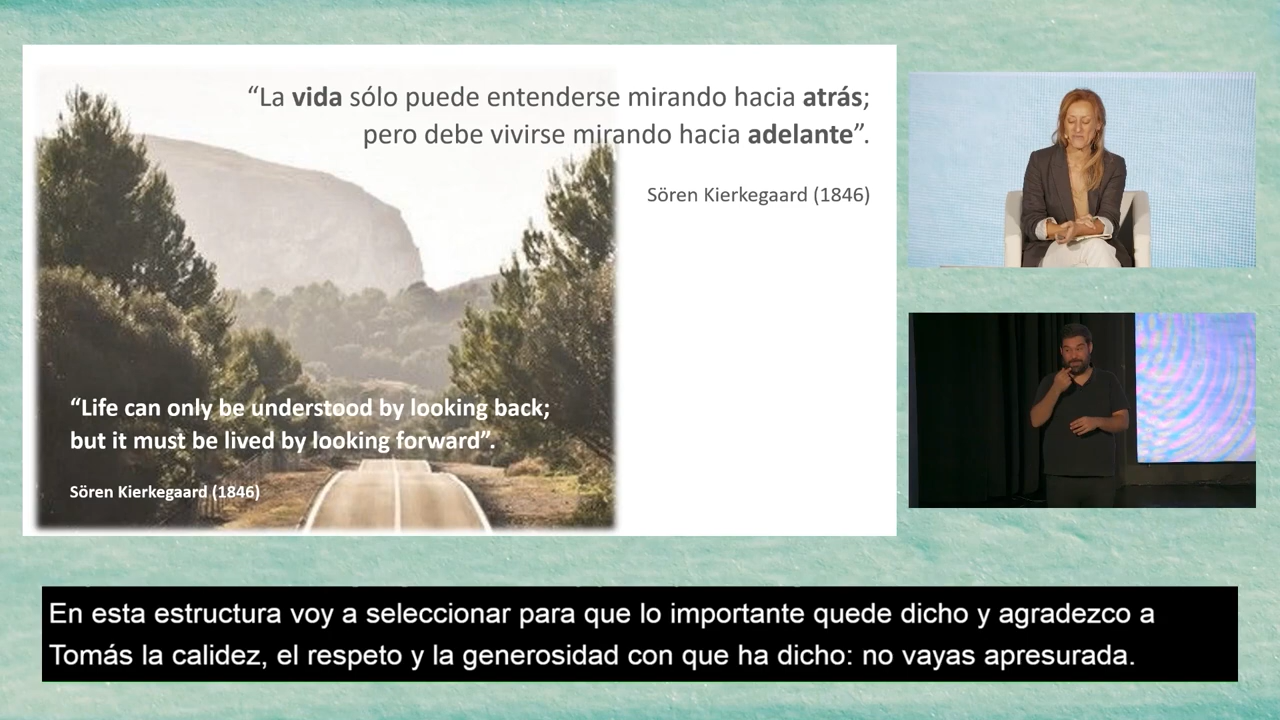 “La vida sólo puede entenderse mirando hacia atrás;
pero debe vivirse mirando hacia adelante”.
Sören Kierkegaard (1846)
“Life can only be understood by looking back;
but it must be lived by looking forward”.
Sören Kierkegaard (1846)
En esta estructura voy a seleccionar para que lo importante quede dicho y agradezco a
Tomás la calidez, el respeto y la generosidad con que ha dicho: no vayas apresurada.